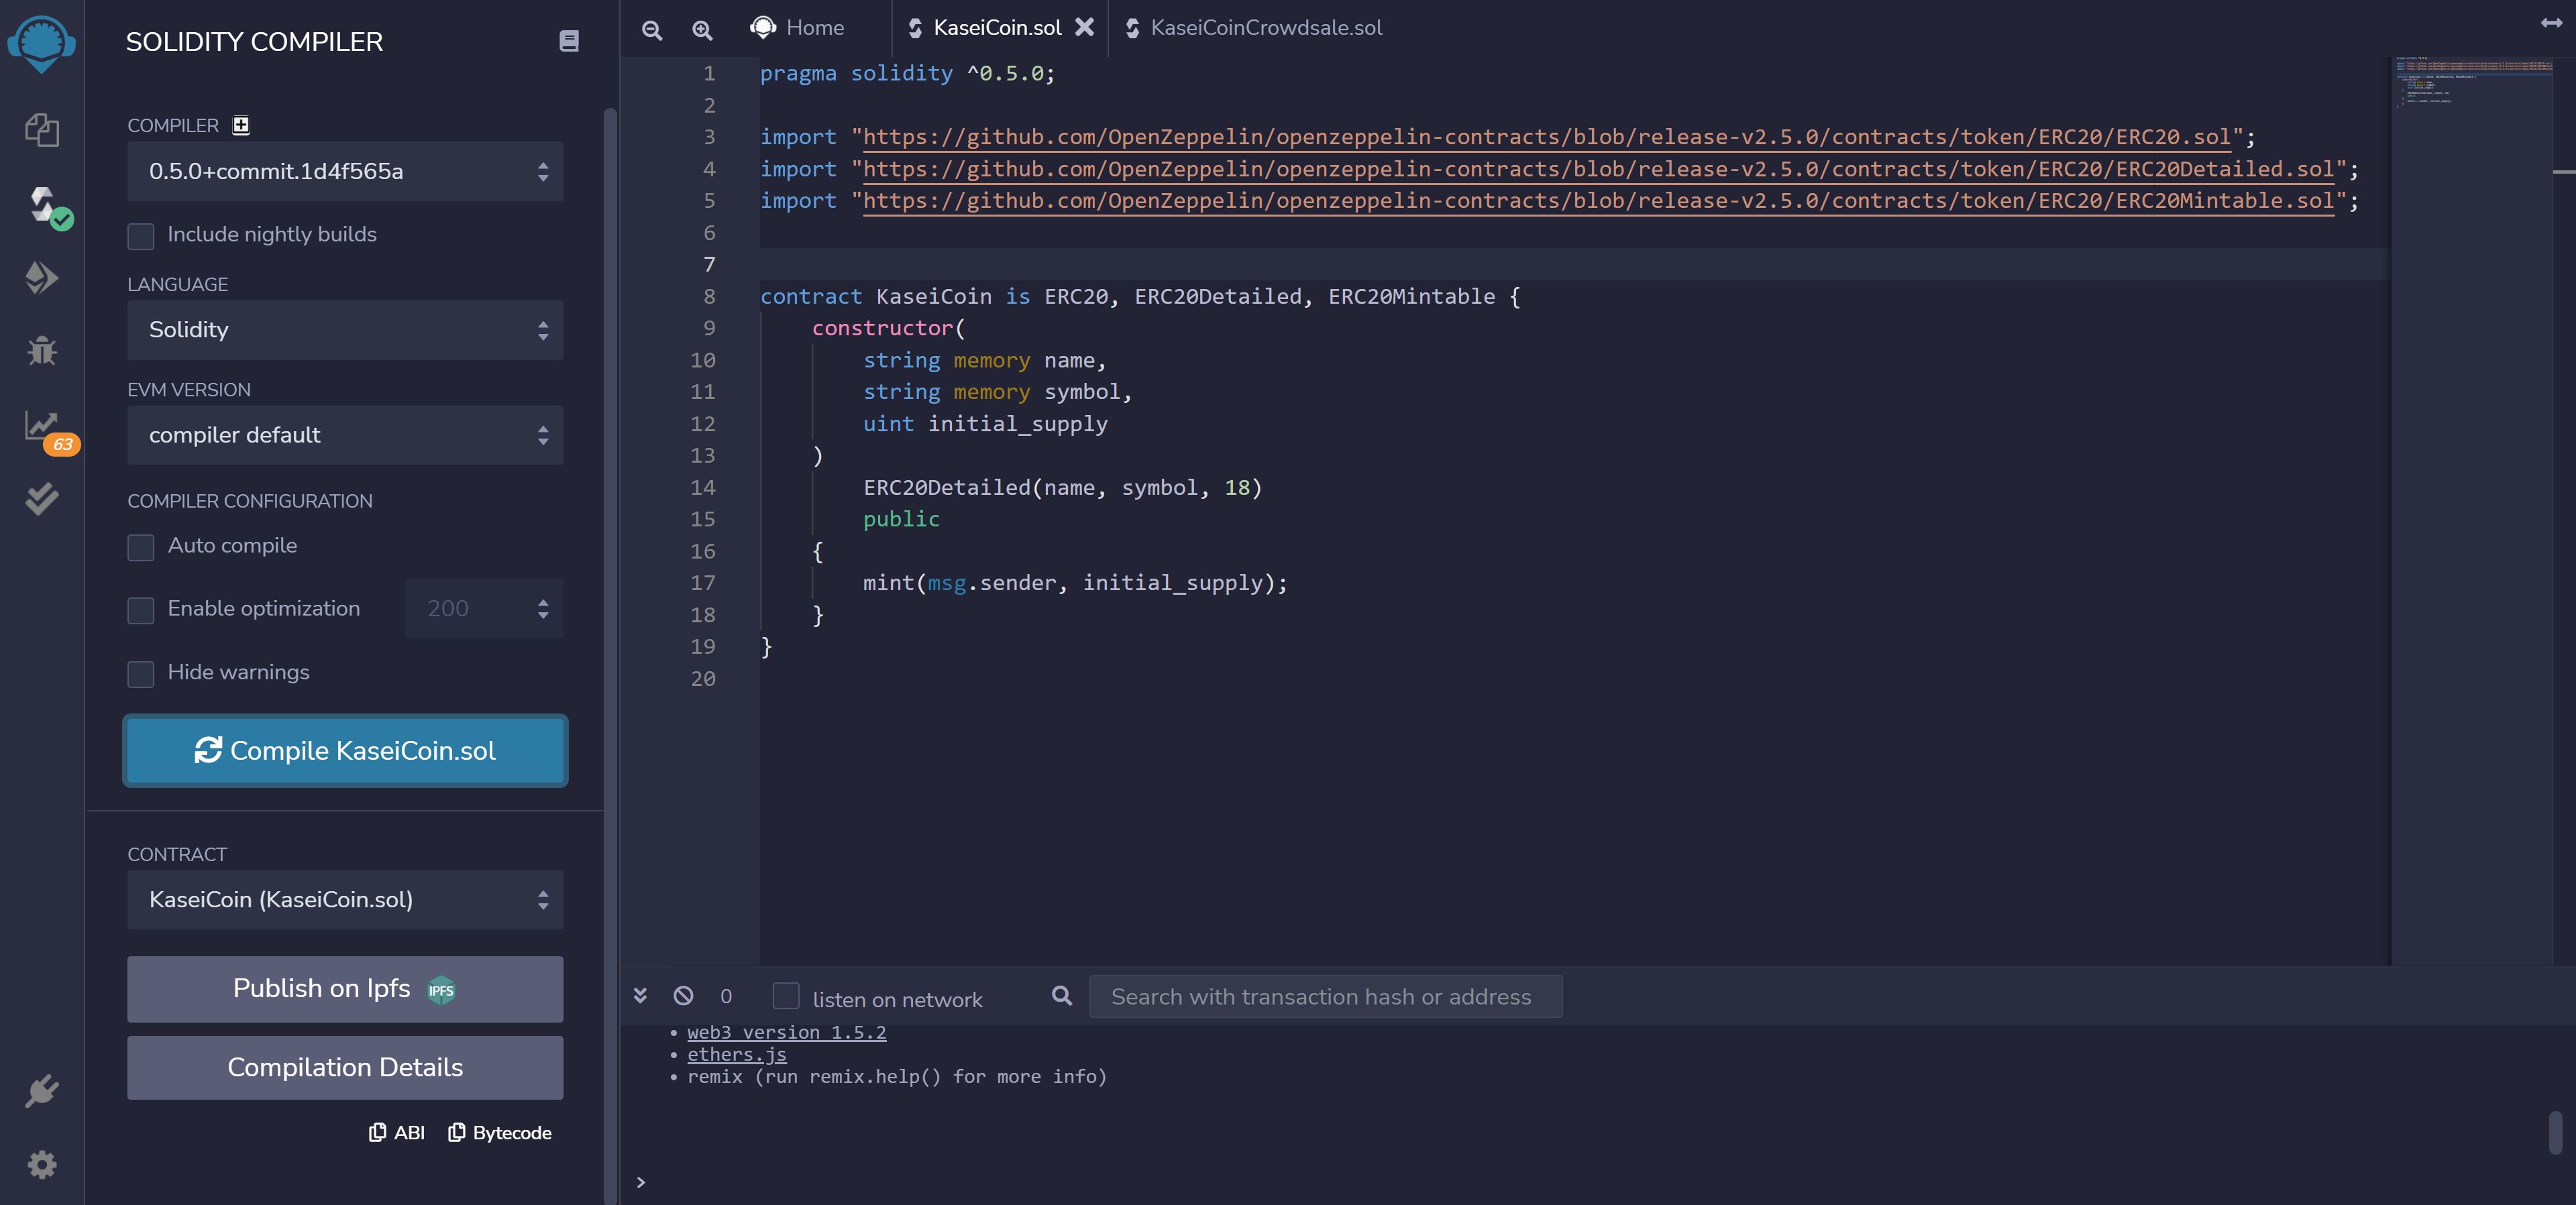 SOLIDITY COMPILER
COMPILER
0.5.0+commit.1d4f565a
Include nightly builds
LANGUAGE
Solidity
EVM VERSION
compiler default
COMPILER CONFIGURATION
Auto compile
Enable optimization
200
Hide warnings
Compile KaseiCoin.sol
CONTRACT
KaseiCoin (KaseiCoin.sol)
Publish on Ipfs
IPFS
Compilation Details
ABI
Bytecode
63
Home
KaseiCoin.sol
KaseiCoinCrowdsale.sol
1 pragma solidity ^0.5.0;
2
3 import "https://github.com/OpenZeppelin/openzeppelin-contracts/blob/release-v2.5.0/contracts/token/ERC20/ERC20.sol";
4 import "https://github.com/OpenZeppelin/openzeppelin-contracts/blob/release-v2.5.0/contracts/token/ERC20/ERC20Detailed.sol";
5 import "https://github.com/OpenZeppelin/openzeppelin-contracts/blob/release-v2.5.0/contracts/token/ERC20/ERC20Mintable.sol";
6
7
8 contract KaseiCoin is ERC20, ERC20Detailed, ERC20Mintable {
9 constructor(
10 string memory name,
11 string memory symbol,
12 uint initial_supply
13 )
14 ERC20Detailed(name, symbol, 18)
15 public
16 {
17 mint(msg.sender, initial_supply);
18 }
19 }
20
0
listen on network
Search with transaction hash or address
• web3 version 1.5.2
• ethers.js
• remix (run remix.help() for more info)
>